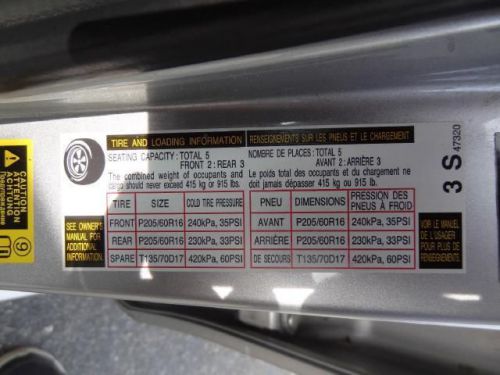 TIRE AND LOADING INFORMATION
SEATING CAPACITY: TOTAL 5
FRONT 2: REAR 3
The combined weight of occupants and
cargo should never exceed 415 kg or 915 lbs.
RENSEIGNEMENTS SUR LES PNEUS ET LE CHARGEMENT
NOMBRE DE PLACES: TOTAL 5
AVANT 2: ARRIÈRE 3
Le poids total des occupants et du chargement ne
doit jamais dépasser 415 kg ou 915 lb.
SEE OWNER'S
MANUAL FOR
ADDITIONAL
INFORMATION
TIRE SIZE COLD TIRE PRESSURE
FRONT P205/60R16 240kPa, 35PSI
REAR P205/60R16 230kPa, 33PSI
SPARE T135/70D17 420kPa, 60PSI
PNEU DIMENSIONS PRESSION DES
PNEUS À FROID
AVANT P205/60R16 240kPa, 35PSI
ARRIÈRE P205/60R16 230kPa, 33PSI
DE SECOURS T135/70D17 420kPa, 60PSI
VOIR LE MANUEL
DE L'USAGER
POUR PLUS DE
RENSEIGNEMENTS
3 S 47320
CAUTION
ATTENTION
ACHTUNG